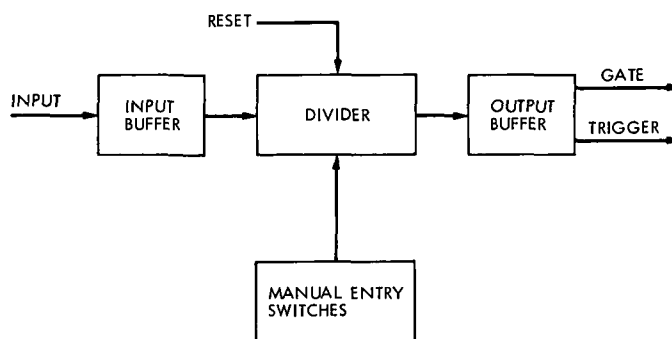 RESET
INPUT
INPUT
BUFFER
DIVIDER
OUTPUT
BUFFER
GATE
TRIGGER
MANUAL ENTRY
SWITCHES